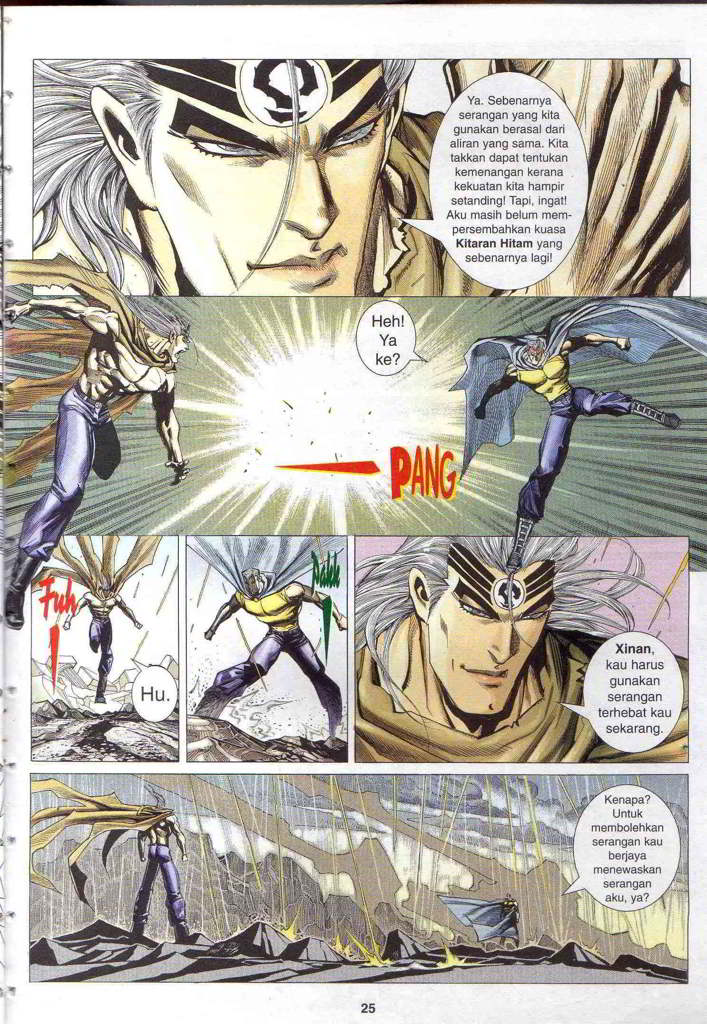 Ya. Sebenarnya
serangan yang kita
gunakan berasal dari
aliran yang sama. Kita
takkan dapat tentukan
kemenangan kerana
kekuatan kita hampir
setanding! Tapi, ingat!
Aku masih belum mem-
persembahkan kuasa
Kitaran Hitam yang
sebenarnya lagi!
Heh!
Ya
ke?
PANG
Fuh
Hu.
Pakk
Xinan,
kau harus
gunakan
serangan
terhebat kau
sekarang.
Kenapa?
Untuk
membolehkan
serangan kau
berjaya
menewaskan
serangan
aku, ya?
25